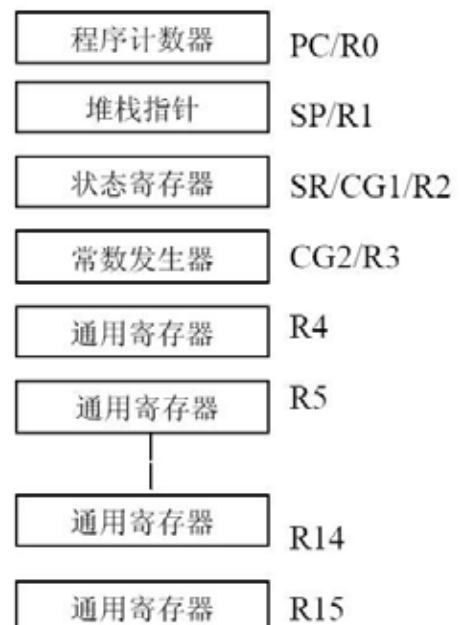 程序计数器 PC/R0
堆栈指针 SP/R1
状态寄存器 SR/CG1/R2
常数发生器 CG2/R3
通用寄存器 R4
通用寄存器 R5
通用寄存器 R14
通用寄存器 R15